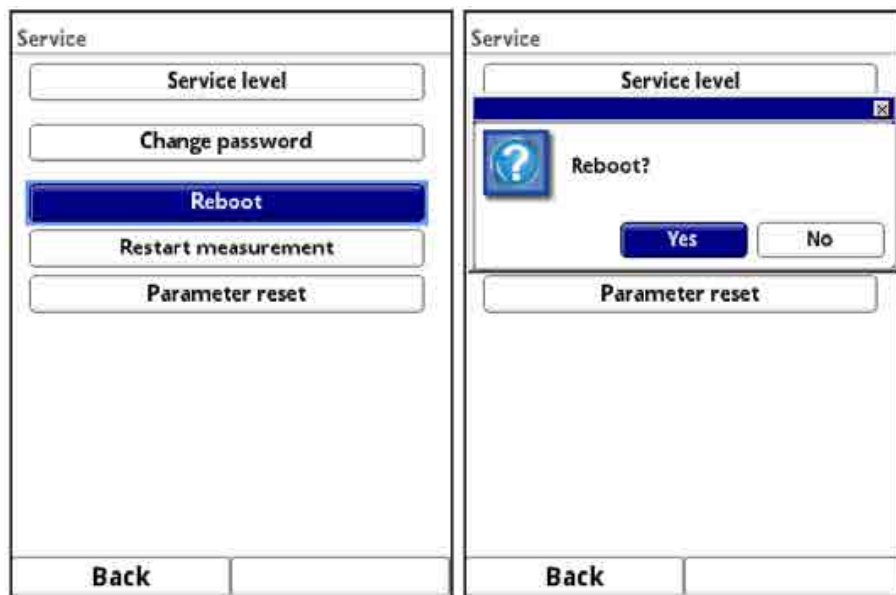 Service
Service level
Change password
Reboot
Restart measurement
Parameter reset
Back
Service
Service level
Reboot?
Yes No
Parameter reset
Back